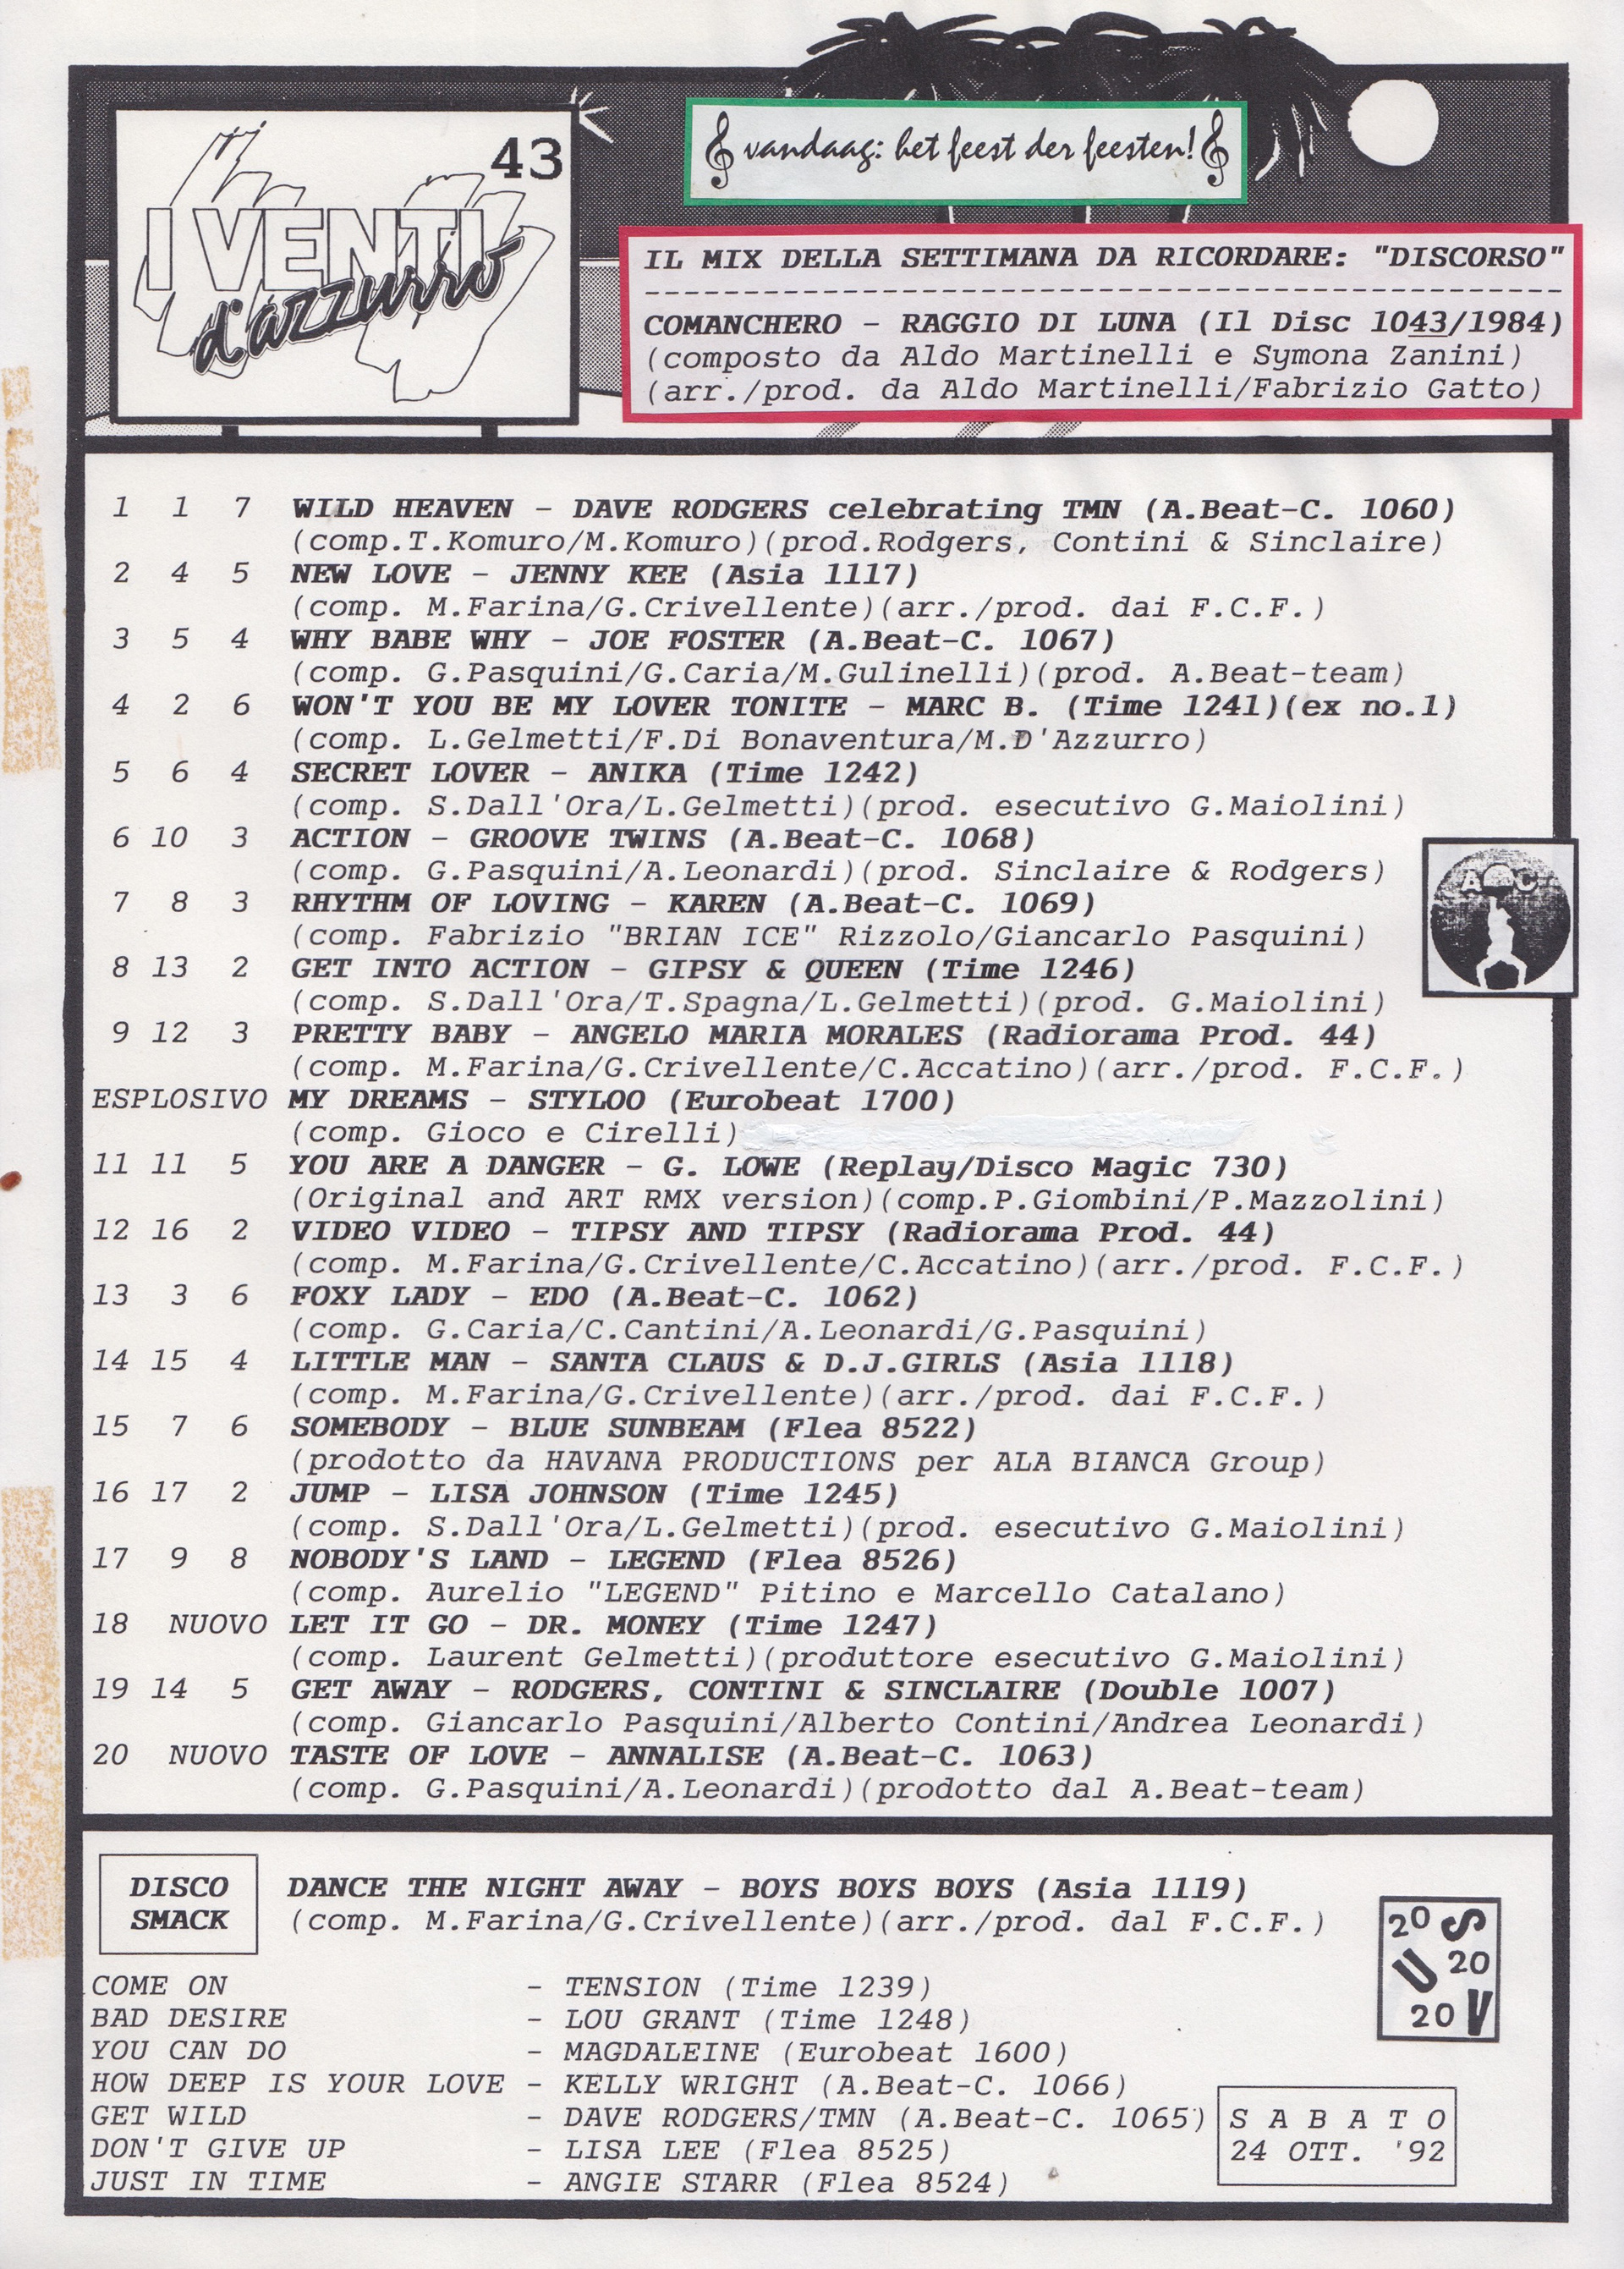 43
I VENTI
d'azzurro
vandaag: het feest der feesten!
IL MIX DELLA SETTIMANA DA RICORDARE: "DISCORSO"
-----------------------------------------------
COMANCHERO - RAGGIO DI LUNA (Il Disc 1043/1984)
(composto da Aldo Martinelli e Symona Zanini)
(arr./prod. da Aldo Martinelli/Fabrizio Gatto)
1 1 7 WILD HEAVEN - DAVE RODGERS celebrating TMN (A.Beat-C. 1060)
(comp.T.Komuro/M.Komuro)(prod.Rodgers, Contini & Sinclaire)
2 4 5 NEW LOVE - JENNY KEE (Asia 1117)
(comp. M.Farina/G.Crivellente)(arr./prod. dai F.C.F.)
3 5 4 WHY BABE WHY - JOE FOSTER (A.Beat-C. 1067)
(comp. G.Pasquini/G.Caria/M.Gulinelli)(prod. A.Beat-team)
4 2 6 WON'T YOU BE MY LOVER TONITE - MARC B. (Time 1241)(ex no.1)
(comp. L.Gelmetti/F.Di Bonaventura/M.D'Azzurro)
5 6 4 SECRET LOVER - ANIKA (Time 1242)
(comp. S.Dall'Ora/L.Gelmetti)(prod. esecutivo G.Maiolini)
6 10 3 ACTION - GROOVE TWINS (A.Beat-C. 1068)
(comp. G.Pasquini/A.Leonardi)(prod. Sinclaire & Rodgers)
7 8 3 RHYTHM OF LOVING - KAREN (A.Beat-C. 1069)
(comp. Fabrizio "BRIAN ICE" Rizzolo/Giancarlo Pasquini)
A C
8 13 2 GET INTO ACTION - GIPSY & QUEEN (Time 1246)
(comp. S.Dall'Ora/T.Spagna/L.Gelmetti)(prod. G.Maiolini)
9 12 3 PRETTY BABY - ANGELO MARIA MORALES (Radiorama Prod. 44)
(comp. M.Farina/G.Crivellente/C.Accatino)(arr./prod. F.C.F.)
ESPLOSIVO MY DREAMS - STYLOO (Eurobeat 1700)
(comp. Gioco e Cirelli)
11 11 5 YOU ARE A DANGER - G. LOWE (Replay/Disco Magic 730)
(Original and ART RMX version)(comp.P.Giombini/P.Mazzolini)
12 16 2 VIDEO VIDEO - TIPSY AND TIPSY (Radiorama Prod. 44)
(comp. M.Farina/G.Crivellente/C.Accatino)(arr./prod. F.C.F.)
13 3 6 FOXY LADY - EDO (A.Beat-C. 1062)
(comp. G.Caria/C.Cantini/A.Leonardi/G.Pasquini)
14 15 4 LITTLE MAN - SANTA CLAUS & D.J.GIRLS (Asia 1118)
(comp. M.Farina/G.Crivellente)(arr./prod. dai F.C.F.)
15 7 6 SOMEBODY - BLUE SUNBEAM (Flea 8522)
(prodotto da HAVANA PRODUCTIONS per ALA BIANCA Group)
16 17 2 JUMP - LISA JOHNSON (Time 1245)
(comp. S.Dall'Ora/L.Gelmetti)(prod. esecutivo G.Maiolini)
17 9 8 NOBODY'S LAND - LEGEND (Flea 8526)
(comp. Aurelio "LEGEND" Pitino e Marcello Catalano)
18 NUOVO LET IT GO - DR. MONEY (Time 1247)
(comp. Laurent Gelmetti)(produttore esecutivo G.Maiolini)
19 14 5 GET AWAY - RODGERS, CONTINI & SINCLAIRE (Double 1007)
(comp. Giancarlo Pasquini/Alberto Contini/Andrea Leonardi)
20 NUOVO TASTE OF LOVE - ANNALISE (A.Beat-C. 1063)
(comp. G.Pasquini/A.Leonardi)(prodotto dal A.Beat-team)
DISCO
SMACK
DANCE THE NIGHT AWAY - BOYS BOYS BOYS (Asia 1119)
(comp. M.Farina/G.Crivellente)(arr./prod. dal F.C.F.)
20 S
U 20
20 V
COME ON - TENSION (Time 1239)
BAD DESIRE - LOU GRANT (Time 1248)
YOU CAN DO - MAGDALEINE (Eurobeat 1600)
HOW DEEP IS YOUR LOVE - KELLY WRIGHT (A.Beat-C. 1066)
GET WILD - DAVE RODGERS/TMN (A.Beat-C. 1065)
DON'T GIVE UP - LISA LEE (Flea 8525)
JUST IN TIME - ANGIE STARR (Flea 8524)
S A B A T O
24 OTT. '92